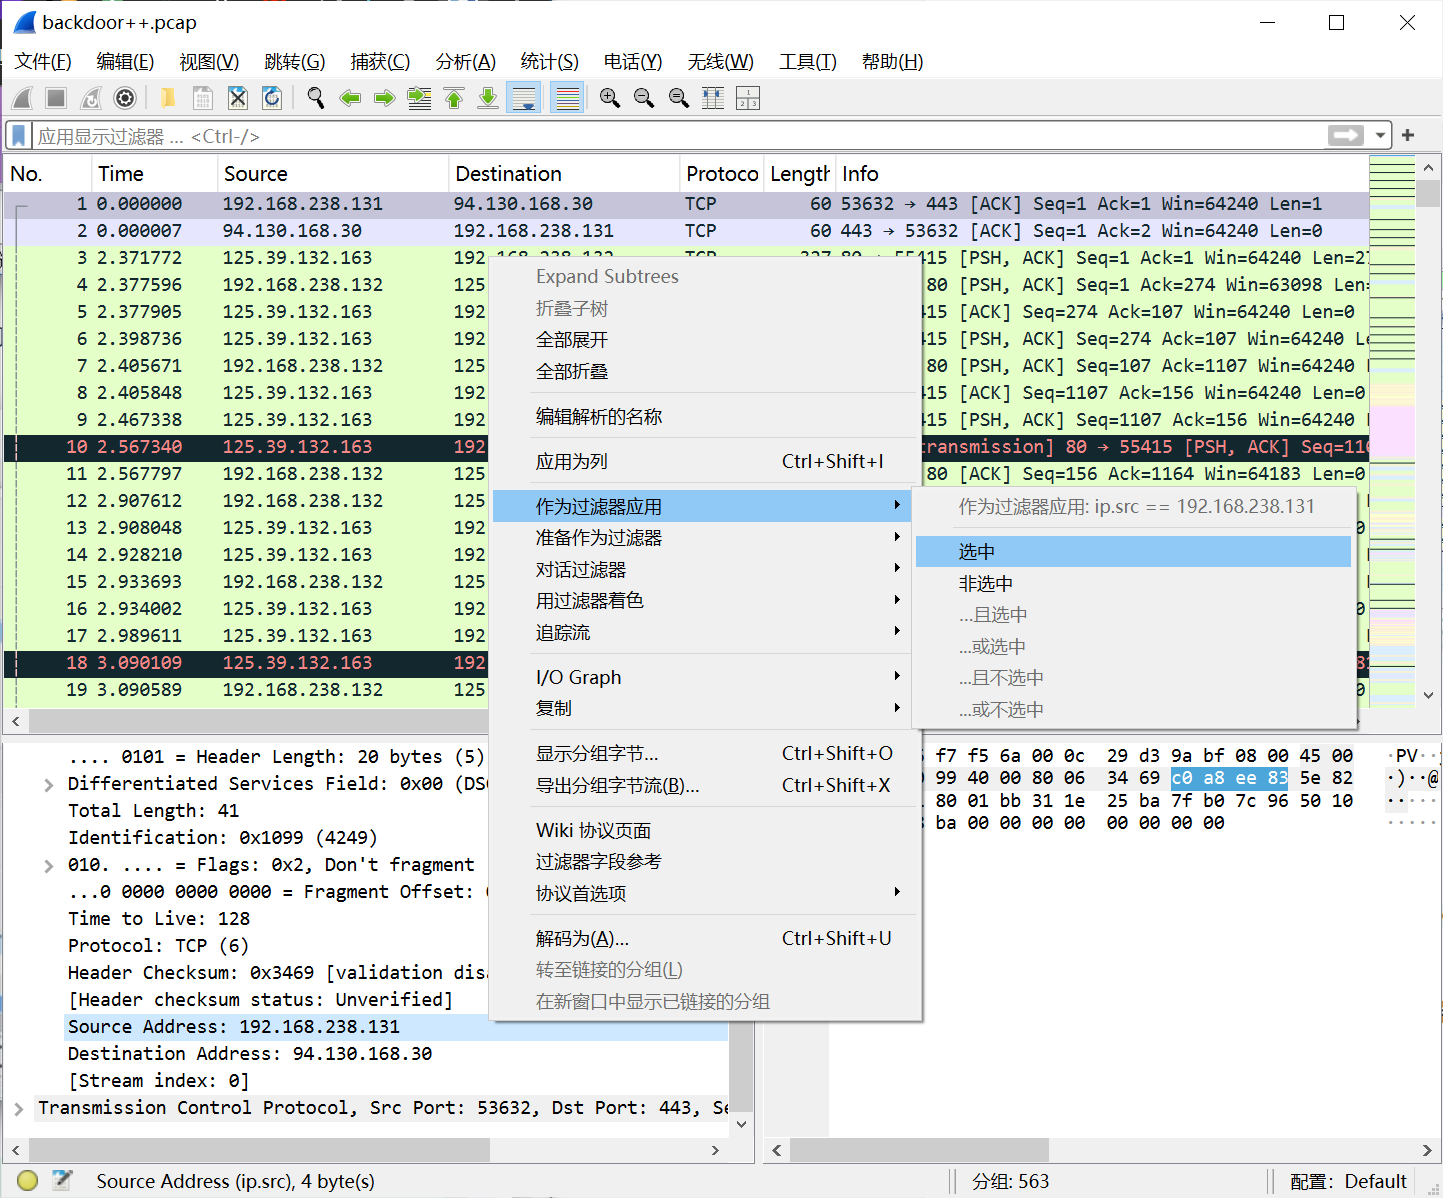 backdoor++.pcap
文件(F) 编辑(E) 视图(V) 跳转(G) 捕获(C) 分析(A) 统计(S) 电话(Y) 无线(W) 工具(T) 帮助(H)
应用显示过滤器 … <Ctrl-/>
No. Time Source Destination Protoco Length Info
1 0.000000 192.168.238.131 94.130.168.30 TCP 60 53632 → 443 [ACK] Seq=1 Ack=1 Win=64240 Len=1
2 0.000007 94.130.168.30 192.168.238.131 TCP 60 443 → 53632 [ACK] Seq=1 Ack=2 Win=64240 Len=0
3 2.371772 125.39.132.163 192.168.238.132 TCP 327 80 → 55415 [PSH, ACK] Seq=1 Ack=1 Win=64240 Len=27
4 2.377596 192.168.238.132 125 80 [PSH, ACK] Seq=1 Ack=274 Win=63098 Len=
5 2.377905 125.39.132.163 192 415 [ACK] Seq=274 Ack=107 Win=64240 Len=0
6 2.398736 125.39.132.163 192 415 [PSH, ACK] Seq=274 Ack=107 Win=64240 Le
7 2.405671 192.168.238.132 125 80 [PSH, ACK] Seq=107 Ack=1107 Win=64240
8 2.405848 125.39.132.163 192 415 [ACK] Seq=1107 Ack=156 Win=64240 Len=0
9 2.467338 125.39.132.163 192 415 [PSH, ACK] Seq=1107 Ack=156 Win=64240
10 2.567340 125.39.132.163 192 transmission] 80 → 55415 [PSH, ACK] Seq=110
11 2.567797 192.168.238.132 125 80 [ACK] Seq=156 Ack=1164 Win=64183 Len=0
12 2.907612 192.168.238.132 125
13 2.908048 125.39.132.163 192
14 2.928210 125.39.132.163 192
15 2.933693 192.168.238.132 125
16 2.934002 125.39.132.163 192
17 2.989611 125.39.132.163 192
18 3.090109 125.39.132.163 192
19 3.090589 192.168.238.132 125
Expand Subtrees
折叠子树
全部展开
全部折叠
编辑解析的名称
应用为列 Ctrl+Shift+I
作为过滤器应用
准备作为过滤器
对话过滤器
用过滤器着色
追踪流
I/O Graph
复制
显示分组字节… Ctrl+Shift+O
导出分组字节流(B)… Ctrl+Shift+X
Wiki 协议页面
过滤器字段参考
协议首选项
解码为(A)… Ctrl+Shift+U
转至链接的分组(L)
在新窗口中显示已链接的分组
作为过滤器应用: ip.src == 192.168.238.131
选中
非选中
…且选中
…或选中
…且不选中
…或不选中
.... 0101 = Header Length: 20 bytes (5)
Differentiated Services Field: 0x00 (DS
Total Length: 41
Identification: 0x1099 (4249)
010. .... = Flags: 0x2, Don't fragment
...0 0000 0000 0000 = Fragment Offset:
Time to Live: 128
Protocol: TCP (6)
Header Checksum: 0x3469 [validation dis
[Header checksum status: Unverified]
Source Address: 192.168.238.131
Destination Address: 94.130.168.30
[Stream index: 0]
Transmission Control Protocol, Src Port: 53632, Dst Port: 443, Se
f7 f5 6a 00 0c 29 d3 9a bf 08 00 45 00 ·PV··
99 40 00 80 06 34 69 c0 a8 ee 83 5e 82 ·)··@
80 01 bb 31 1e 25 ba 7f b0 7c 96 50 10 ·····
ba 00 00 00 00 00 00 00 00 ·····
Source Address (ip.src), 4 byte(s) 分组: 563 配置: Default